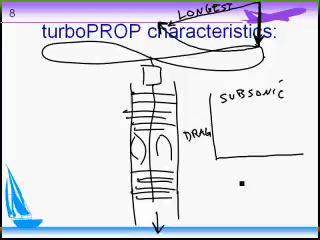 8
LONGEST
turboPROP characteristics:
SUBSONIC
DRAG